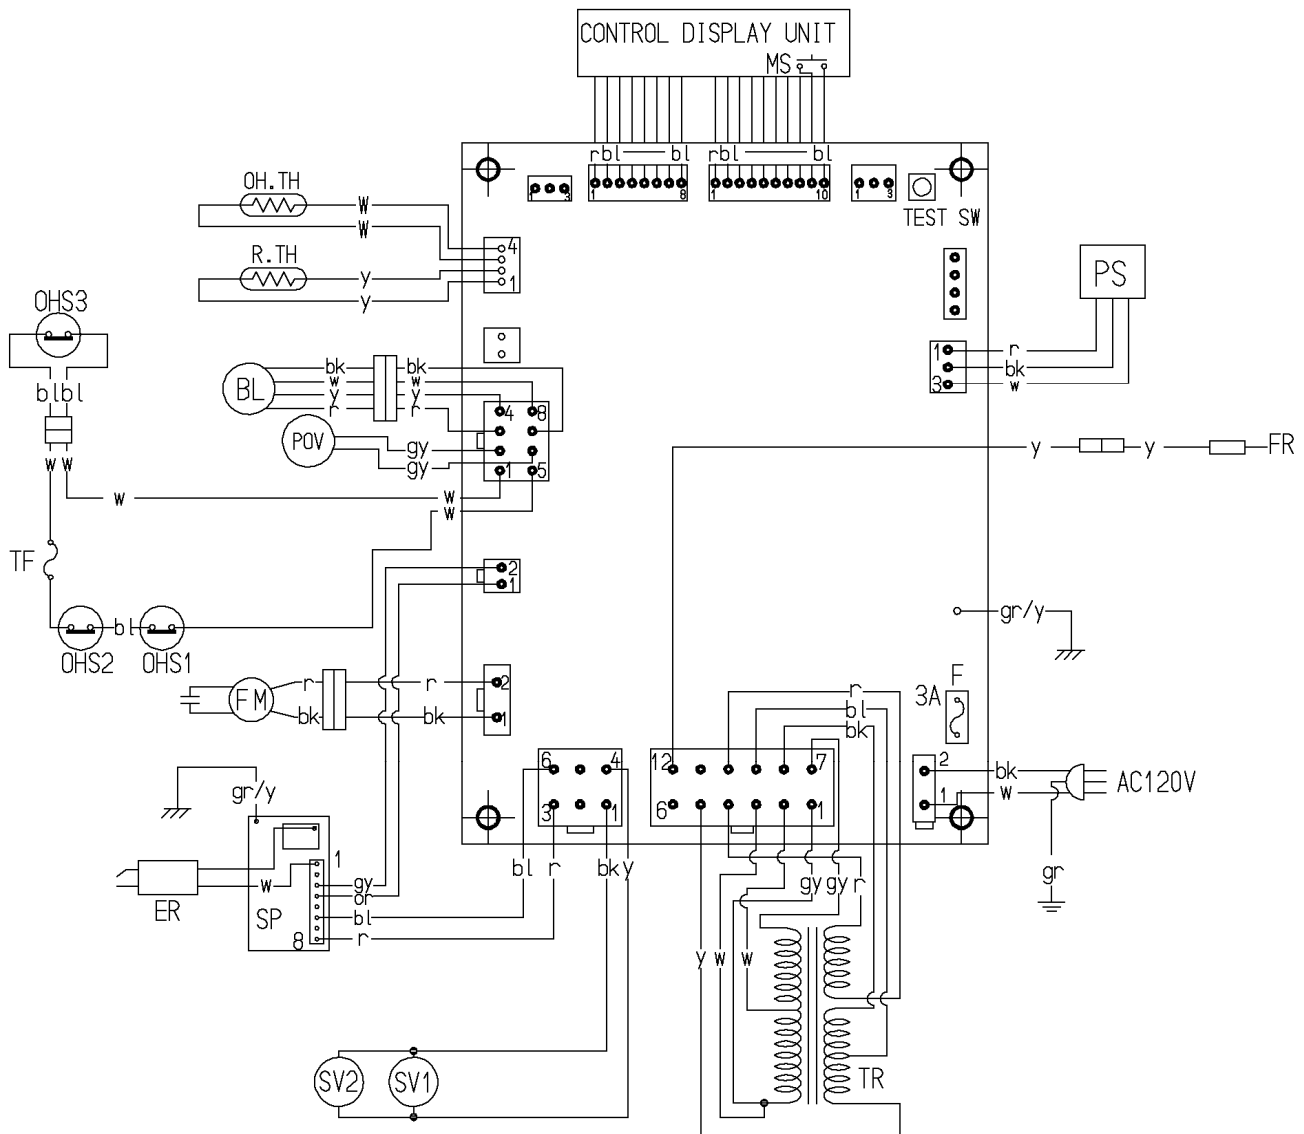 CONTROL DISPLAY UNIT
MS
rbl bl rbl bl
1 3 1 8 1 10 1 3
TEST SW
OH.TH
W
W
4
R.TH
y
y
1
PS
OHS3
1 r
bk
3 w
blbl
BL
bk bk
w w
y y
r r
4 8
POV
gy
gy
1 5
y y FR
w w
w W
W
TF
2
1
gr/y
bl
OHS2 OHS1
FM
r r 2
bk bk 1
F
3A
r
bl
bk
6 4
3 1
12 7
6 1
2
1
bk
w
AC120V
gr/y
bl r bk y
gy gy r
gr
1
ER
w
SP
gy
or
bl
8 r
y w w
SV2 SV1
TR